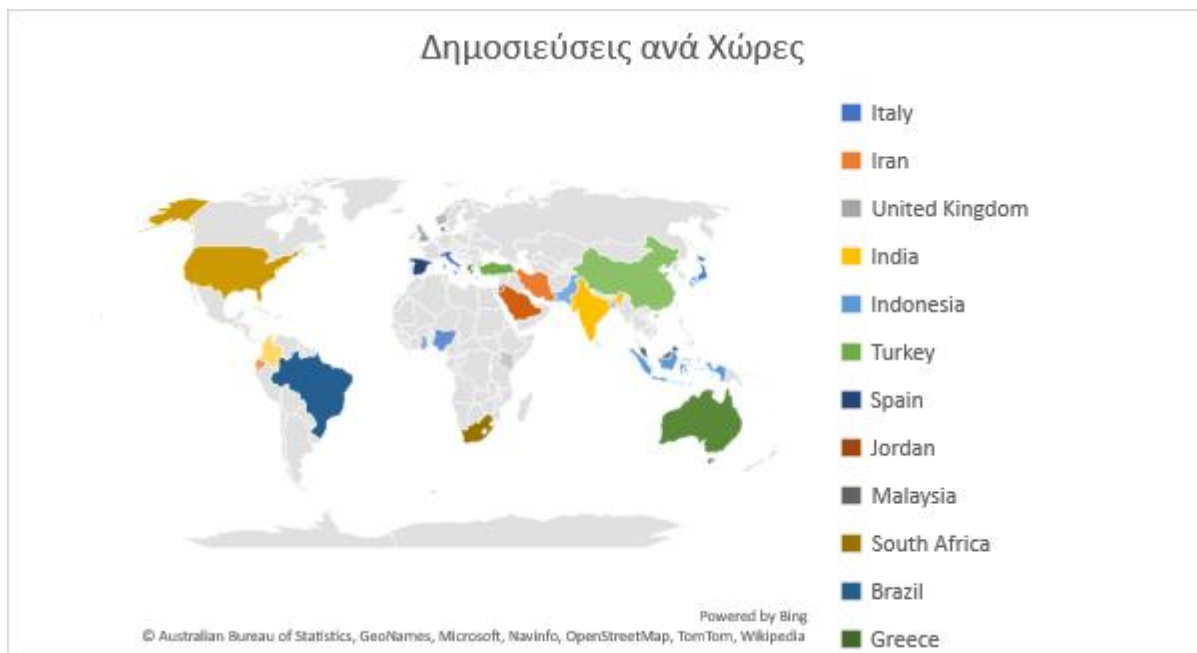 Δημοσιεύσεις ανά Χώρες
Italy
Iran
United Kingdom
India
Indonesia
Turkey
Spain
Jordan
Malaysia
South Africa
Brazil
Greece
Powered by Bing
© Australian Bureau of Statistics, GeoNames, Microsoft, Navinfo, OpenStreetMap, TomTom, Wikipedia